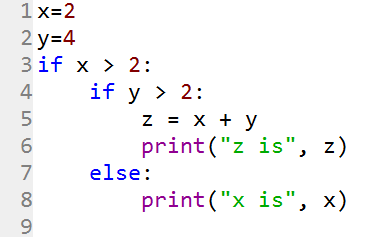 1 x=2
2 y=4
3 if x > 2:
4     if y > 2:
5         z = x + y
6         print("z is", z)
7     else:
8         print("x is", x)
9